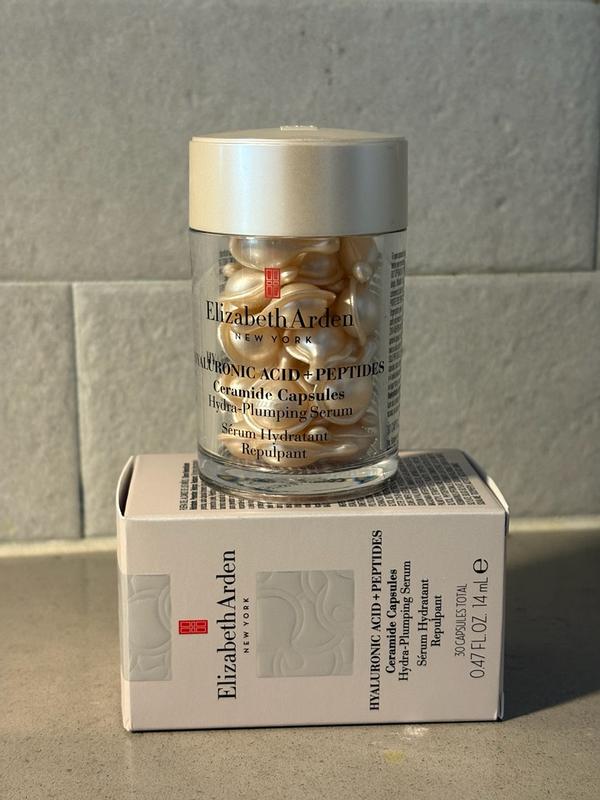 Elizabeth Arden
NEW YORK
HYALURONIC ACID + PEPTIDES
Ceramide Capsules
Hydra-Plumping Serum
Sérum Hydratant
Repulpant
Elizabeth Arden
NEW YORK
HYALURONIC ACID + PEPTIDES
Ceramide Capsules
Hydra-Plumping Serum
Sérum Hydratant
Repulpant
30 CAPSULES TOTAL
0.47 FL.OZ. 14 mL ℮